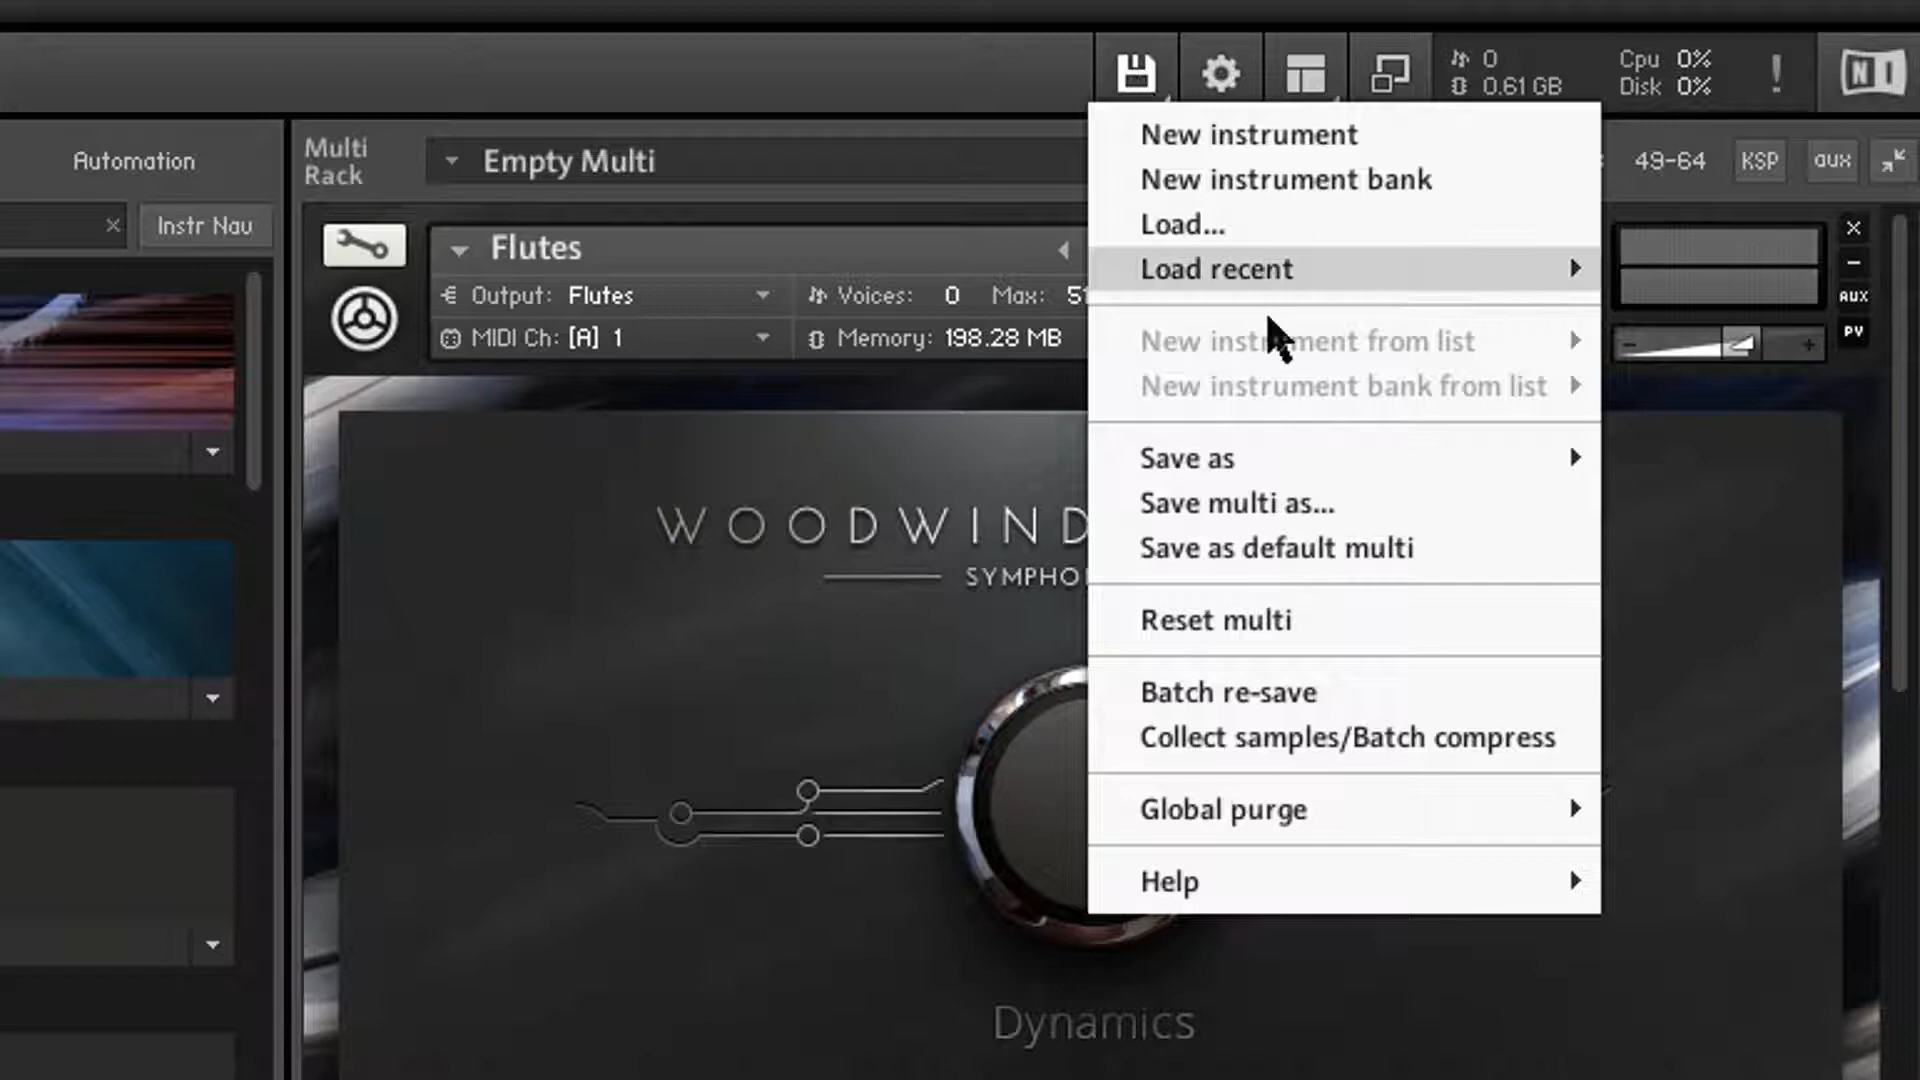 0
0.61 GB
Cpu 0%
Disk 0%
!
NI
Automation
Multi
Rack
Empty Multi
49-64
KSP
aux
× Instr Nau
Flutes
Output: Flutes
Voices: 0 Max: 51
MIDI Ch: [A] 1
Memory: 198.28 MB
AUX
PV
WOODWIND
SYMPHO
Dynamics
New instrument
New instrument bank
Load...
Load recent
New instrument from list
New instrument bank from list
Save as
Save multi as...
Save as default multi
Reset multi
Batch re-save
Collect samples/Batch compress
Global purge
Help